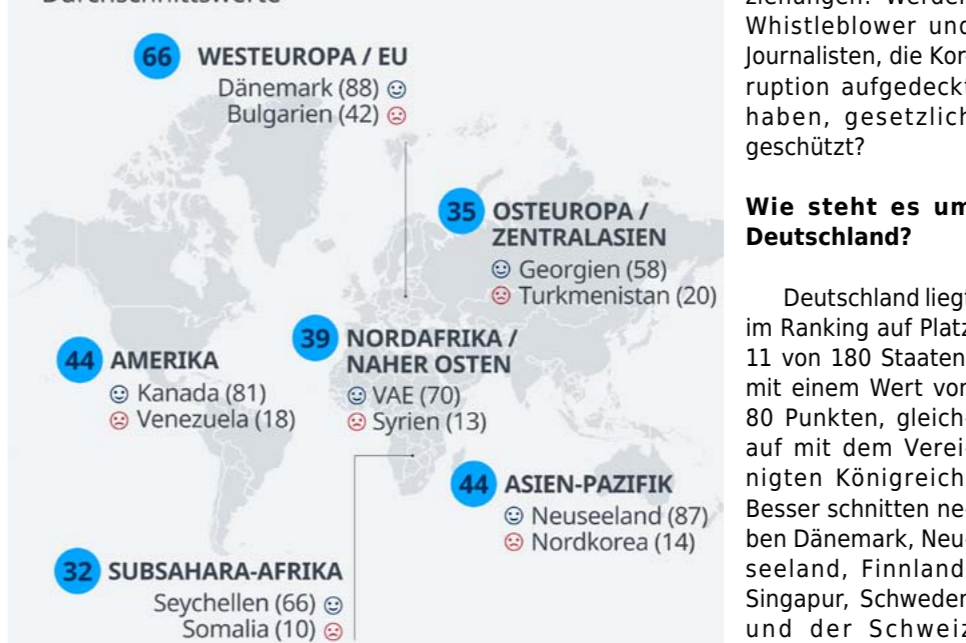 Durchschnittswerte
66 WESTEUROPA / EU
Dänemark (88)
Bulgarien (42)
35 OSTEUROPA /
ZENTRALASIEN
Georgien (58)
Turkmenistan (20)
39 NORDAFRIKA /
NAHER OSTEN
VAE (70)
Syrien (13)
44 AMERIKA
Kanada (81)
Venezuela (18)
44 ASIEN-PAZIFIK
Neuseeland (87)
Nordkorea (14)
32 SUBSAHARA-AFRIKA
Seychellen (66)
Somalia (10)
ziehungen? Werden
Whistleblower und
Journalisten, die Kor-
ruption aufgedeckt
haben, gesetzlich
geschützt?
Wie steht es um
Deutschland?
Deutschland liegt
im Ranking auf Platz
11 von 180 Staaten
mit einem Wert von
80 Punkten, gleich-
auf mit dem Verei-
nigten Königreich.
Besser schnitten ne-
ben Dänemark, Neu-
seeland, Finnland,
Singapur, Schweden
und der Schweiz